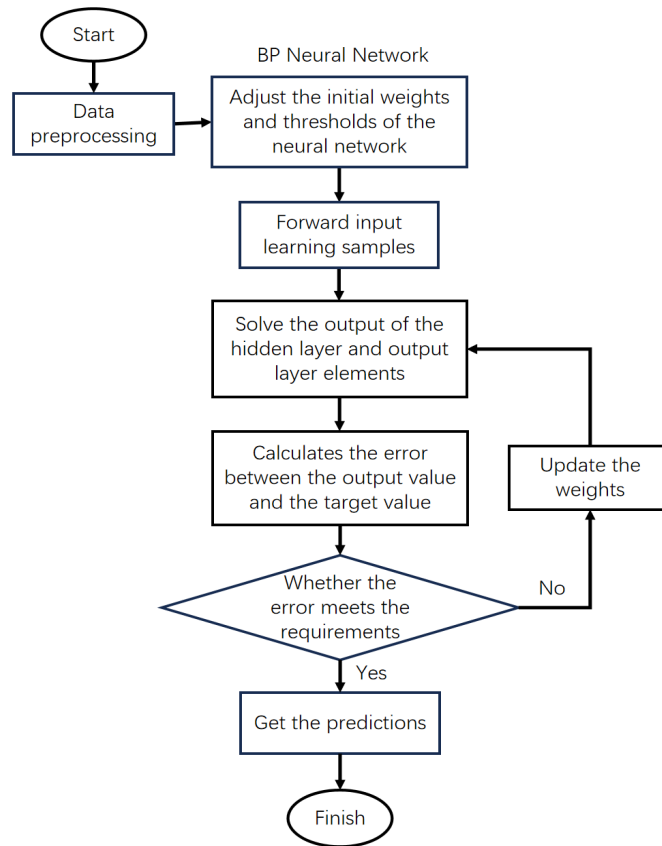 Start
BP Neural Network
Data
preprocessing
Adjust the initial weights
and thresholds of the
neural network
Forward input
learning samples
Solve the output of the
hidden layer and output
layer elements
Calculates the error
between the output value
and the target value
Update the
weights
Whether the
error meets the
requirements
No
Yes
Get the predictions
Finish